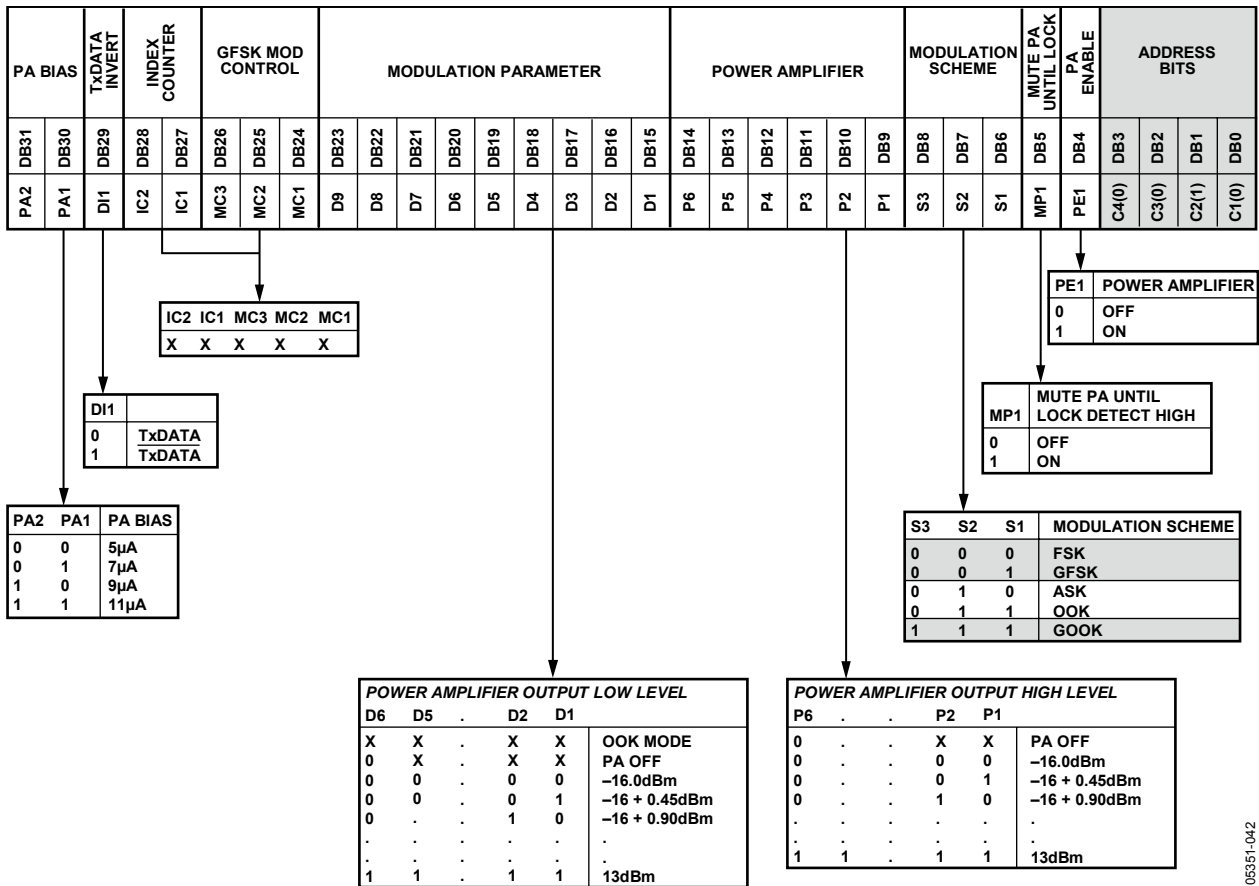 PA BIAS
TxDATA INVERT
INDEX COUNTER
GFSK MOD CONTROL
MODULATION PARAMETER
POWER AMPLIFIER
MODULATION SCHEME
MUTE PA UNTIL LOCK
PA ENABLE
ADDRESS BITS
DB31 DB30 DB29 DB28 DB27 DB26 DB25 DB24 DB23 DB22 DB21 DB20 DB19 DB18 DB17 DB16 DB15 DB14 DB13 DB12 DB11 DB10 DB9 DB8 DB7 DB6 DB5 DB4 DB3 DB2 DB1 DB0
PA2 PA1 DI1 IC2 IC1 MC3 MC2 MC1 D9 D8 D7 D6 D5 D4 D3 D2 D1 P6 P5 P4 P3 P2 P1 S3 S2 S1 MP1 PE1 C4(0) C3(0) C2(1) C1(0)
PE1 POWER AMPLIFIER
0 OFF
1 ON
IC2 IC1 MC3 MC2 MC1
X X X X X
MP1 MUTE PA UNTIL LOCK DETECT HIGH
0 OFF
1 ON
DI1
0 TxDATA
1 TxDATA
PA2 PA1 PA BIAS
0 0 5µA
0 1 7µA
1 0 9µA
1 1 11µA
S3 S2 S1 MODULATION SCHEME
0 0 0 FSK
0 0 1 GFSK
0 1 0 ASK
0 1 1 OOK
1 1 1 GOOK
POWER AMPLIFIER OUTPUT LOW LEVEL
D6 D5 . D2 D1
X X . X X OOK MODE
0 X . X X PA OFF
0 0 . 0 0 –16.0dBm
0 0 . 0 1 –16 + 0.45dBm
0 . . 1 0 –16 + 0.90dBm
. . . . . .
. . . . . .
1 1 . 1 1 13dBm
POWER AMPLIFIER OUTPUT HIGH LEVEL
P6 . . P2 P1
0 . . X X PA OFF
0 . . 0 0 –16.0dBm
0 . . 0 1 –16 + 0.45dBm
0 . . 1 0 –16 + 0.90dBm
. . . . . .
. . . . . .
1 1 . 1 1 13dBm
05351-042